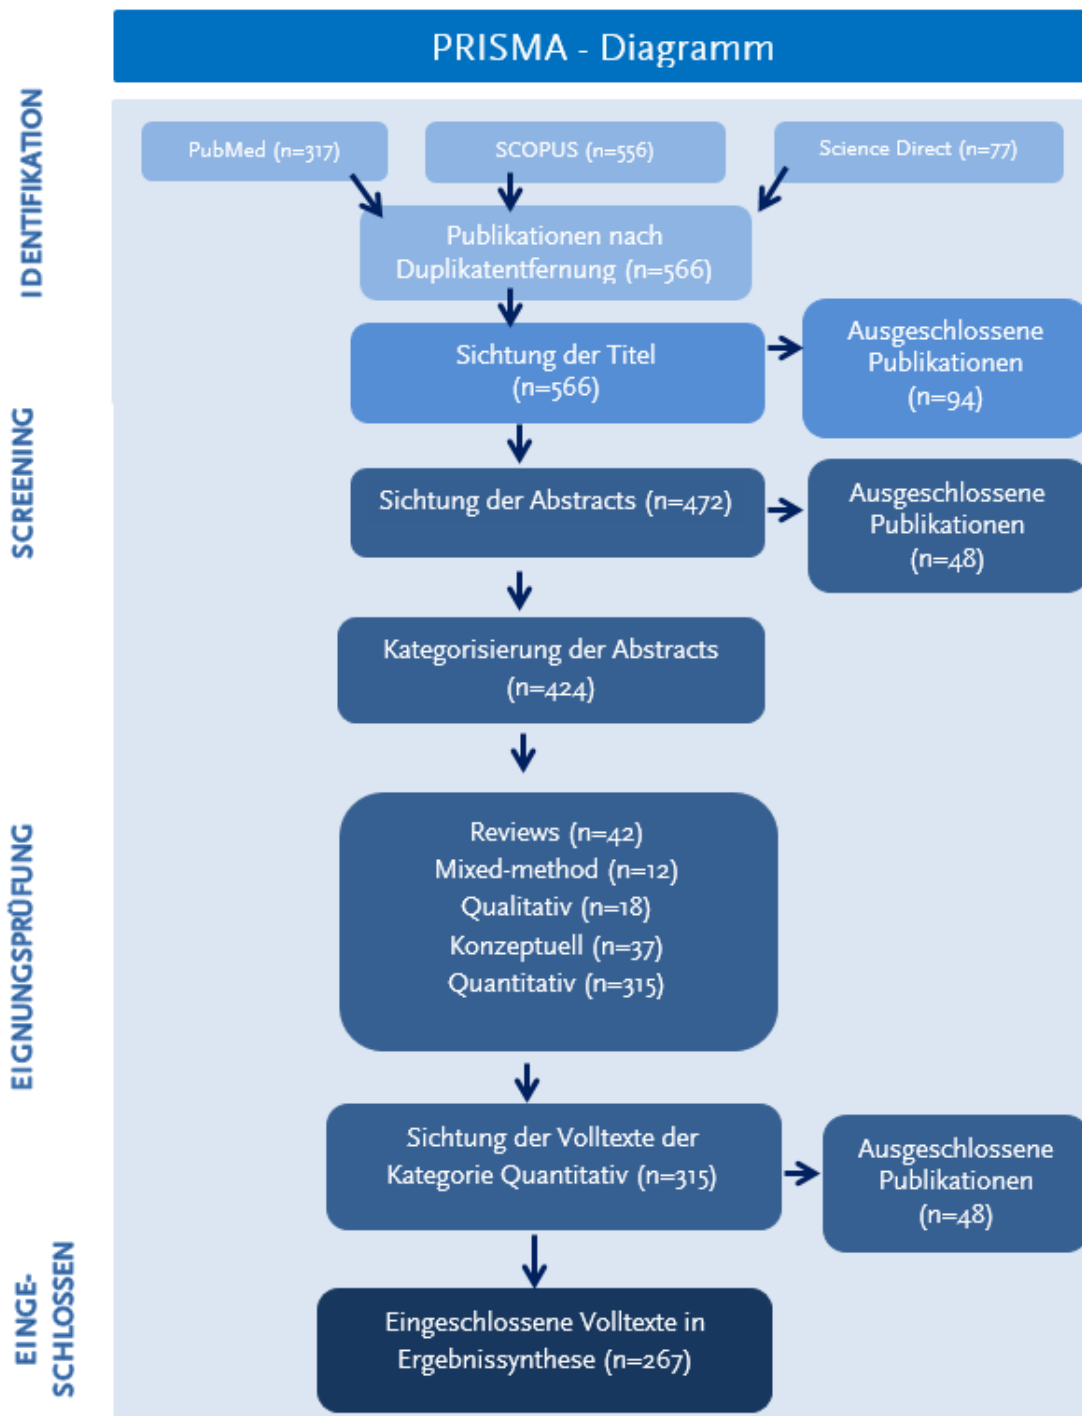 PRISMA - Diagramm
IDENTIFIKATION
PubMed (n=317)
SCOPUS (n=556)
Science Direct (n=77)
Publikationen nach
Duplikatentfernung (n=566)
Sichtung der Titel
(n=566)
Ausgeschlossene
Publikationen
(n=94)
SCREENING
Sichtung der Abstracts (n=472)
Ausgeschlossene
Publikationen
(n=48)
Kategorisierung der Abstracts
(n=424)
EIGNUNGSPRÜFUNG
Reviews (n=42)
Mixed-method (n=12)
Qualitativ (n=18)
Konzeptuell (n=37)
Quantitativ (n=315)
Sichtung der Volltexte der
Kategorie Quantitativ (n=315)
Ausgeschlossene
Publikationen
(n=48)
EINGE-
SCHLOSSEN
Eingeschlossene Volltexte in
Ergebnissynthese (n=267)